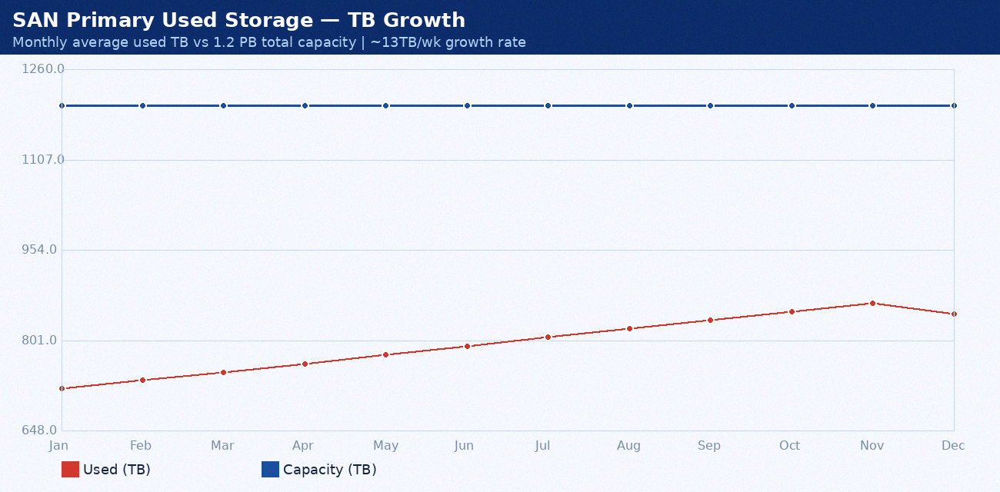 SAN Primary Used Storage — TB Growth
Monthly average used TB vs 1.2 PB total capacity | ~13TB/wk growth rate
1260.0
1107.0
954.0
801.0
648.0
Jan Feb Mar Apr May Jun Jul Aug Sep Oct Nov Dec
Used (TB) Capacity (TB)